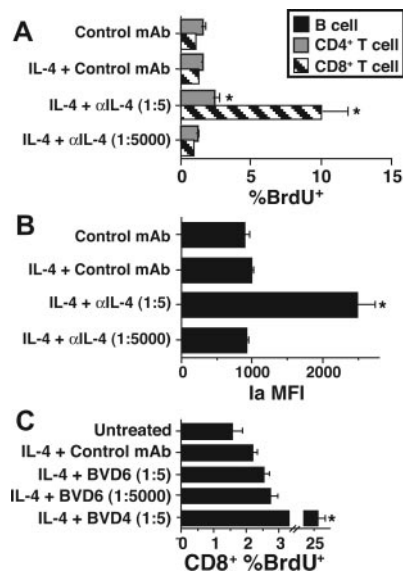 A
B cell
CD4⁺ T cell
CD8⁺ T cell
Control mAb
IL-4 + Control mAb
IL-4 + αIL-4 (1:5)
IL-4 + αIL-4 (1:5000)
*
*
0 5 10 15
%BrdU⁺
B
Control mAb
IL-4 + Control mAb
IL-4 + αIL-4 (1:5)
IL-4 + αIL-4 (1:5000)
*
0 1000 2000
Ia MFI
C
Untreated
IL-4 + Control mAb
IL-4 + BVD6 (1:5)
IL-4 + BVD6 (1:5000)
IL-4 + BVD4 (1:5)
*
0 1 2 3 25
CD8⁺ %BrdU⁺